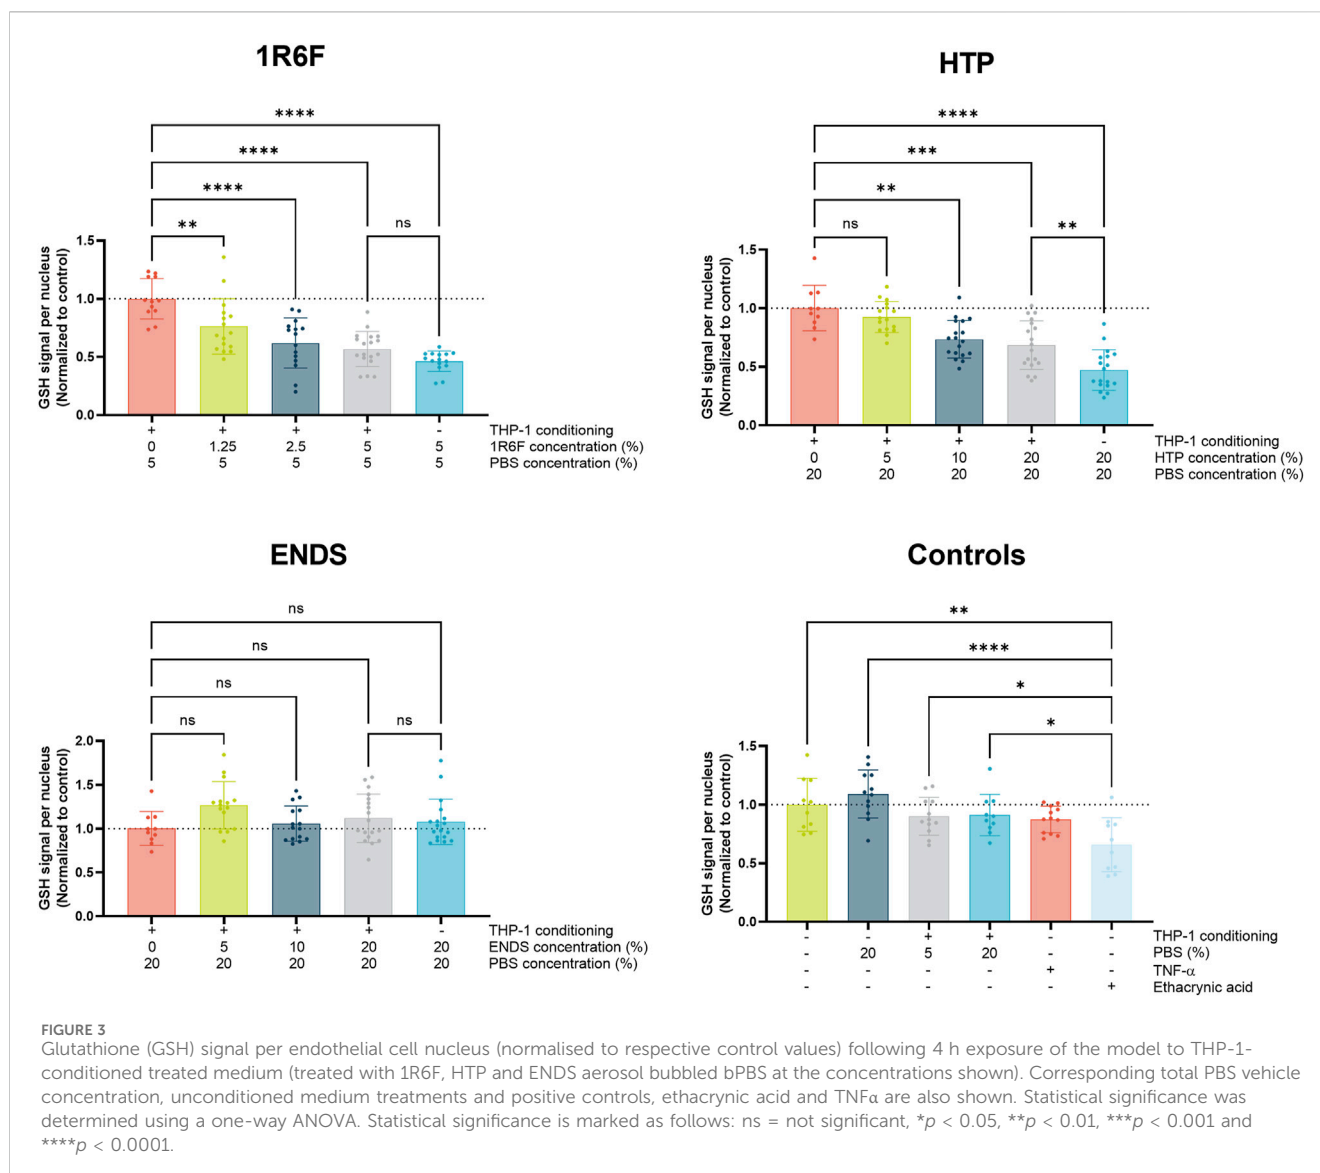 1R6F
****
****
****
**
ns
GSH signal per nucleus
(Normalized to control)
1.5
1.0
0.5
0.0
+ + + + - THP-1 conditioning
0 1.25 2.5 5 5 1R6F concentration (%)
5 5 5 5 5 PBS concentration (%)
HTP
****
***
**
ns
**
GSH signal per nucleus
(Normalized to control)
1.5
1.0
0.5
0.0
+ + + + - THP-1 conditioning
0 5 10 20 20 HTP concentration (%)
20 20 20 20 20 PBS concentration (%)
ENDS
ns
ns
ns
ns
ns
GSH signal per nucleus
(Normalized to control)
2.0
1.5
1.0
0.5
0.0
+ + + + - THP-1 conditioning
0 5 10 20 20 ENDS concentration (%)
20 20 20 20 20 PBS concentration (%)
Controls
**
****
*
*
GSH signal per nucleus
(Normalized to control)
1.5
1.0
0.5
0.0
- - + + - - THP-1 conditioning
- 20 5 20 - - PBS (%)
- - - - + - TNF-α
- - - - - + Ethacrynic acid
FIGURE 3
Glutathione (GSH) signal per endothelial cell nucleus (normalised to respective control values) following 4 h exposure of the model to THP-1-
conditioned treated medium (treated with 1R6F, HTP and ENDS aerosol bubbled bPBS at the concentrations shown). Corresponding total PBS vehicle
concentration, unconditioned medium treatments and positive controls, ethacrynic acid and TNFα are also shown. Statistical significance was
determined using a one-way ANOVA. Statistical significance is marked as follows: ns = not significant, *p < 0.05, **p < 0.01, ***p < 0.001 and
****p < 0.0001.